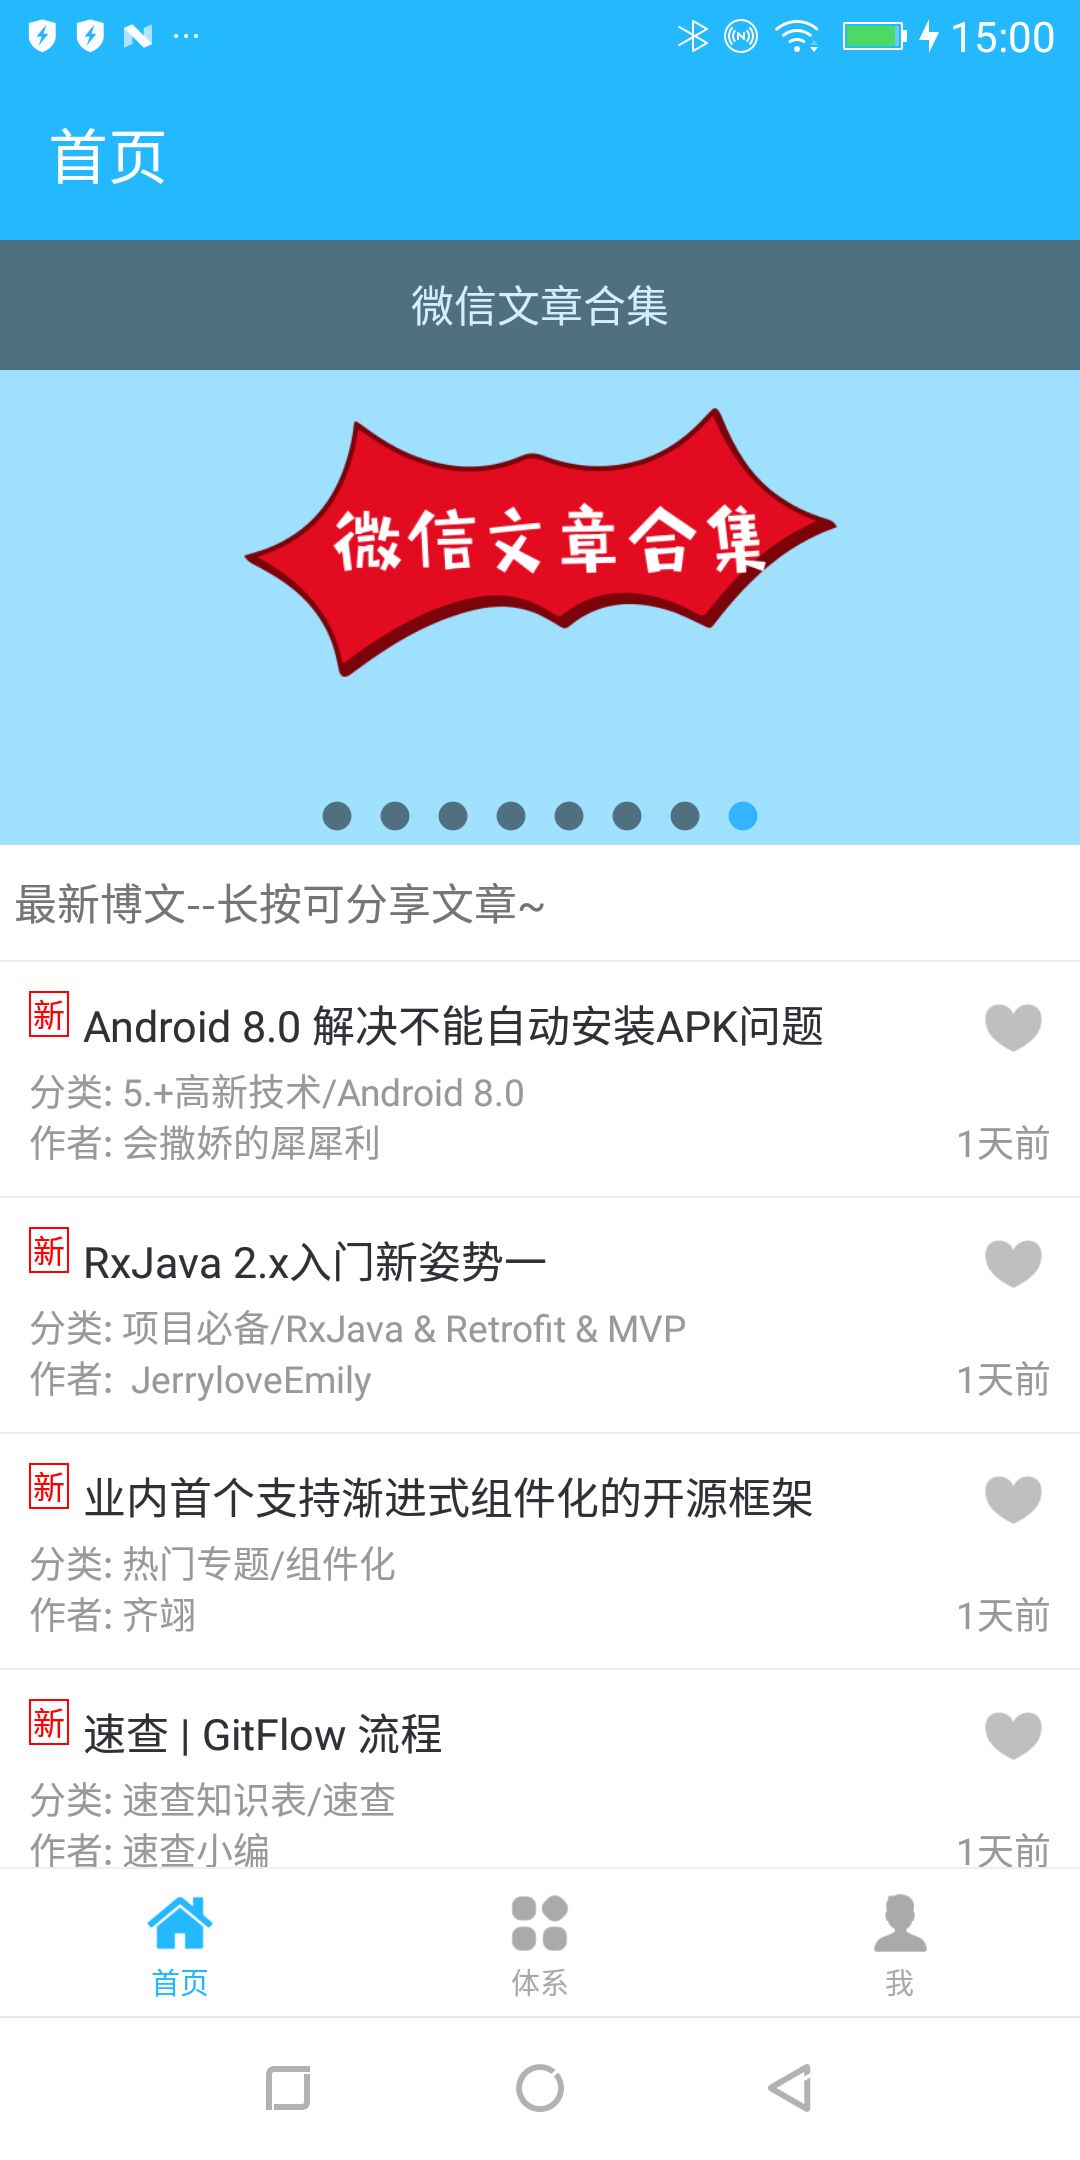 15:00
首页
微信文章合集
微信文章合集
最新博文--长按可分享文章~
新 Android 8.0 解决不能自动安装APK问题
分类: 5.+高新技术/Android 8.0
作者: 会撒娇的犀犀利 1天前
新 RxJava 2.x入门新姿势一
分类: 项目必备/RxJava & Retrofit & MVP
作者: JerryloveEmily 1天前
新 业内首个支持渐进式组件化的开源框架
分类: 热门专题/组件化
作者: 齐翊 1天前
新 速查 | GitFlow 流程
分类: 速查知识表/速查
作者: 速查小编 1天前
首页 体系 我